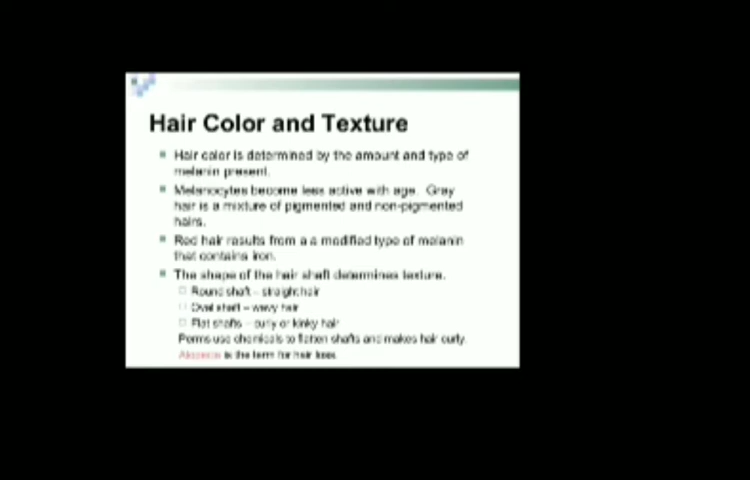 Hair Color and Texture
Hair color is determined by the amount and type of
melanin present.
Melanocytes become less active with age. Gray
hair is a mixture of pigmented and non-pigmented
hairs.
Red hair results from a a modified type of melanin
that contains iron.
The shape of the hair shaft determines texture.
Round shaft – straight hair
Oval shaft – wavy hair
Flat shafts – curly or kinky hair
Perms use chemicals to flatten shafts and makes hair curly.
Alopecia is the term for hair loss.